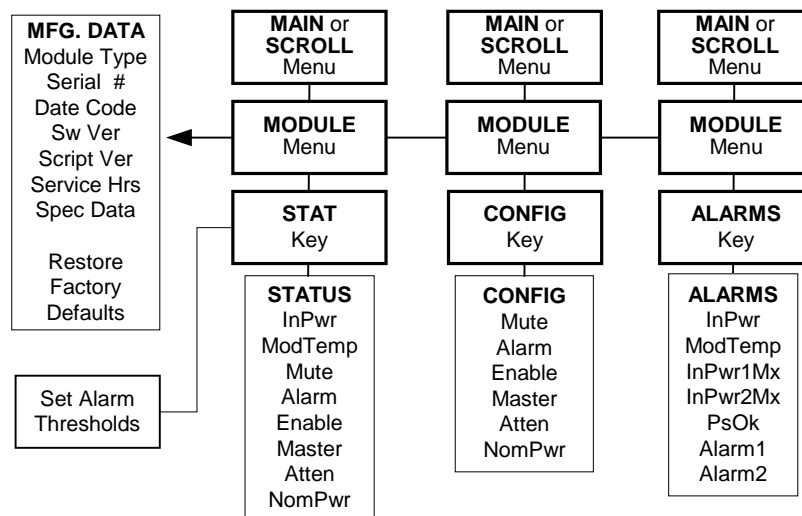 MFG. DATA
Module Type
Serial #
Date Code
Sw Ver
Script Ver
Service Hrs
Spec Data
Restore
Factory
Defaults
Set Alarm
Thresholds
MAIN or
SCROLL
Menu
MODULE
Menu
STAT
Key
STATUS
InPwr
ModTemp
Mute
Alarm
Enable
Master
Atten
NomPwr
MAIN or
SCROLL
Menu
MODULE
Menu
CONFIG
Key
CONFIG
Mute
Alarm
Enable
Master
Atten
NomPwr
MAIN or
SCROLL
Menu
MODULE
Menu
ALARMS
Key
ALARMS
InPwr
ModTemp
InPwr1Mx
InPwr2Mx
PsOk
Alarm1
Alarm2